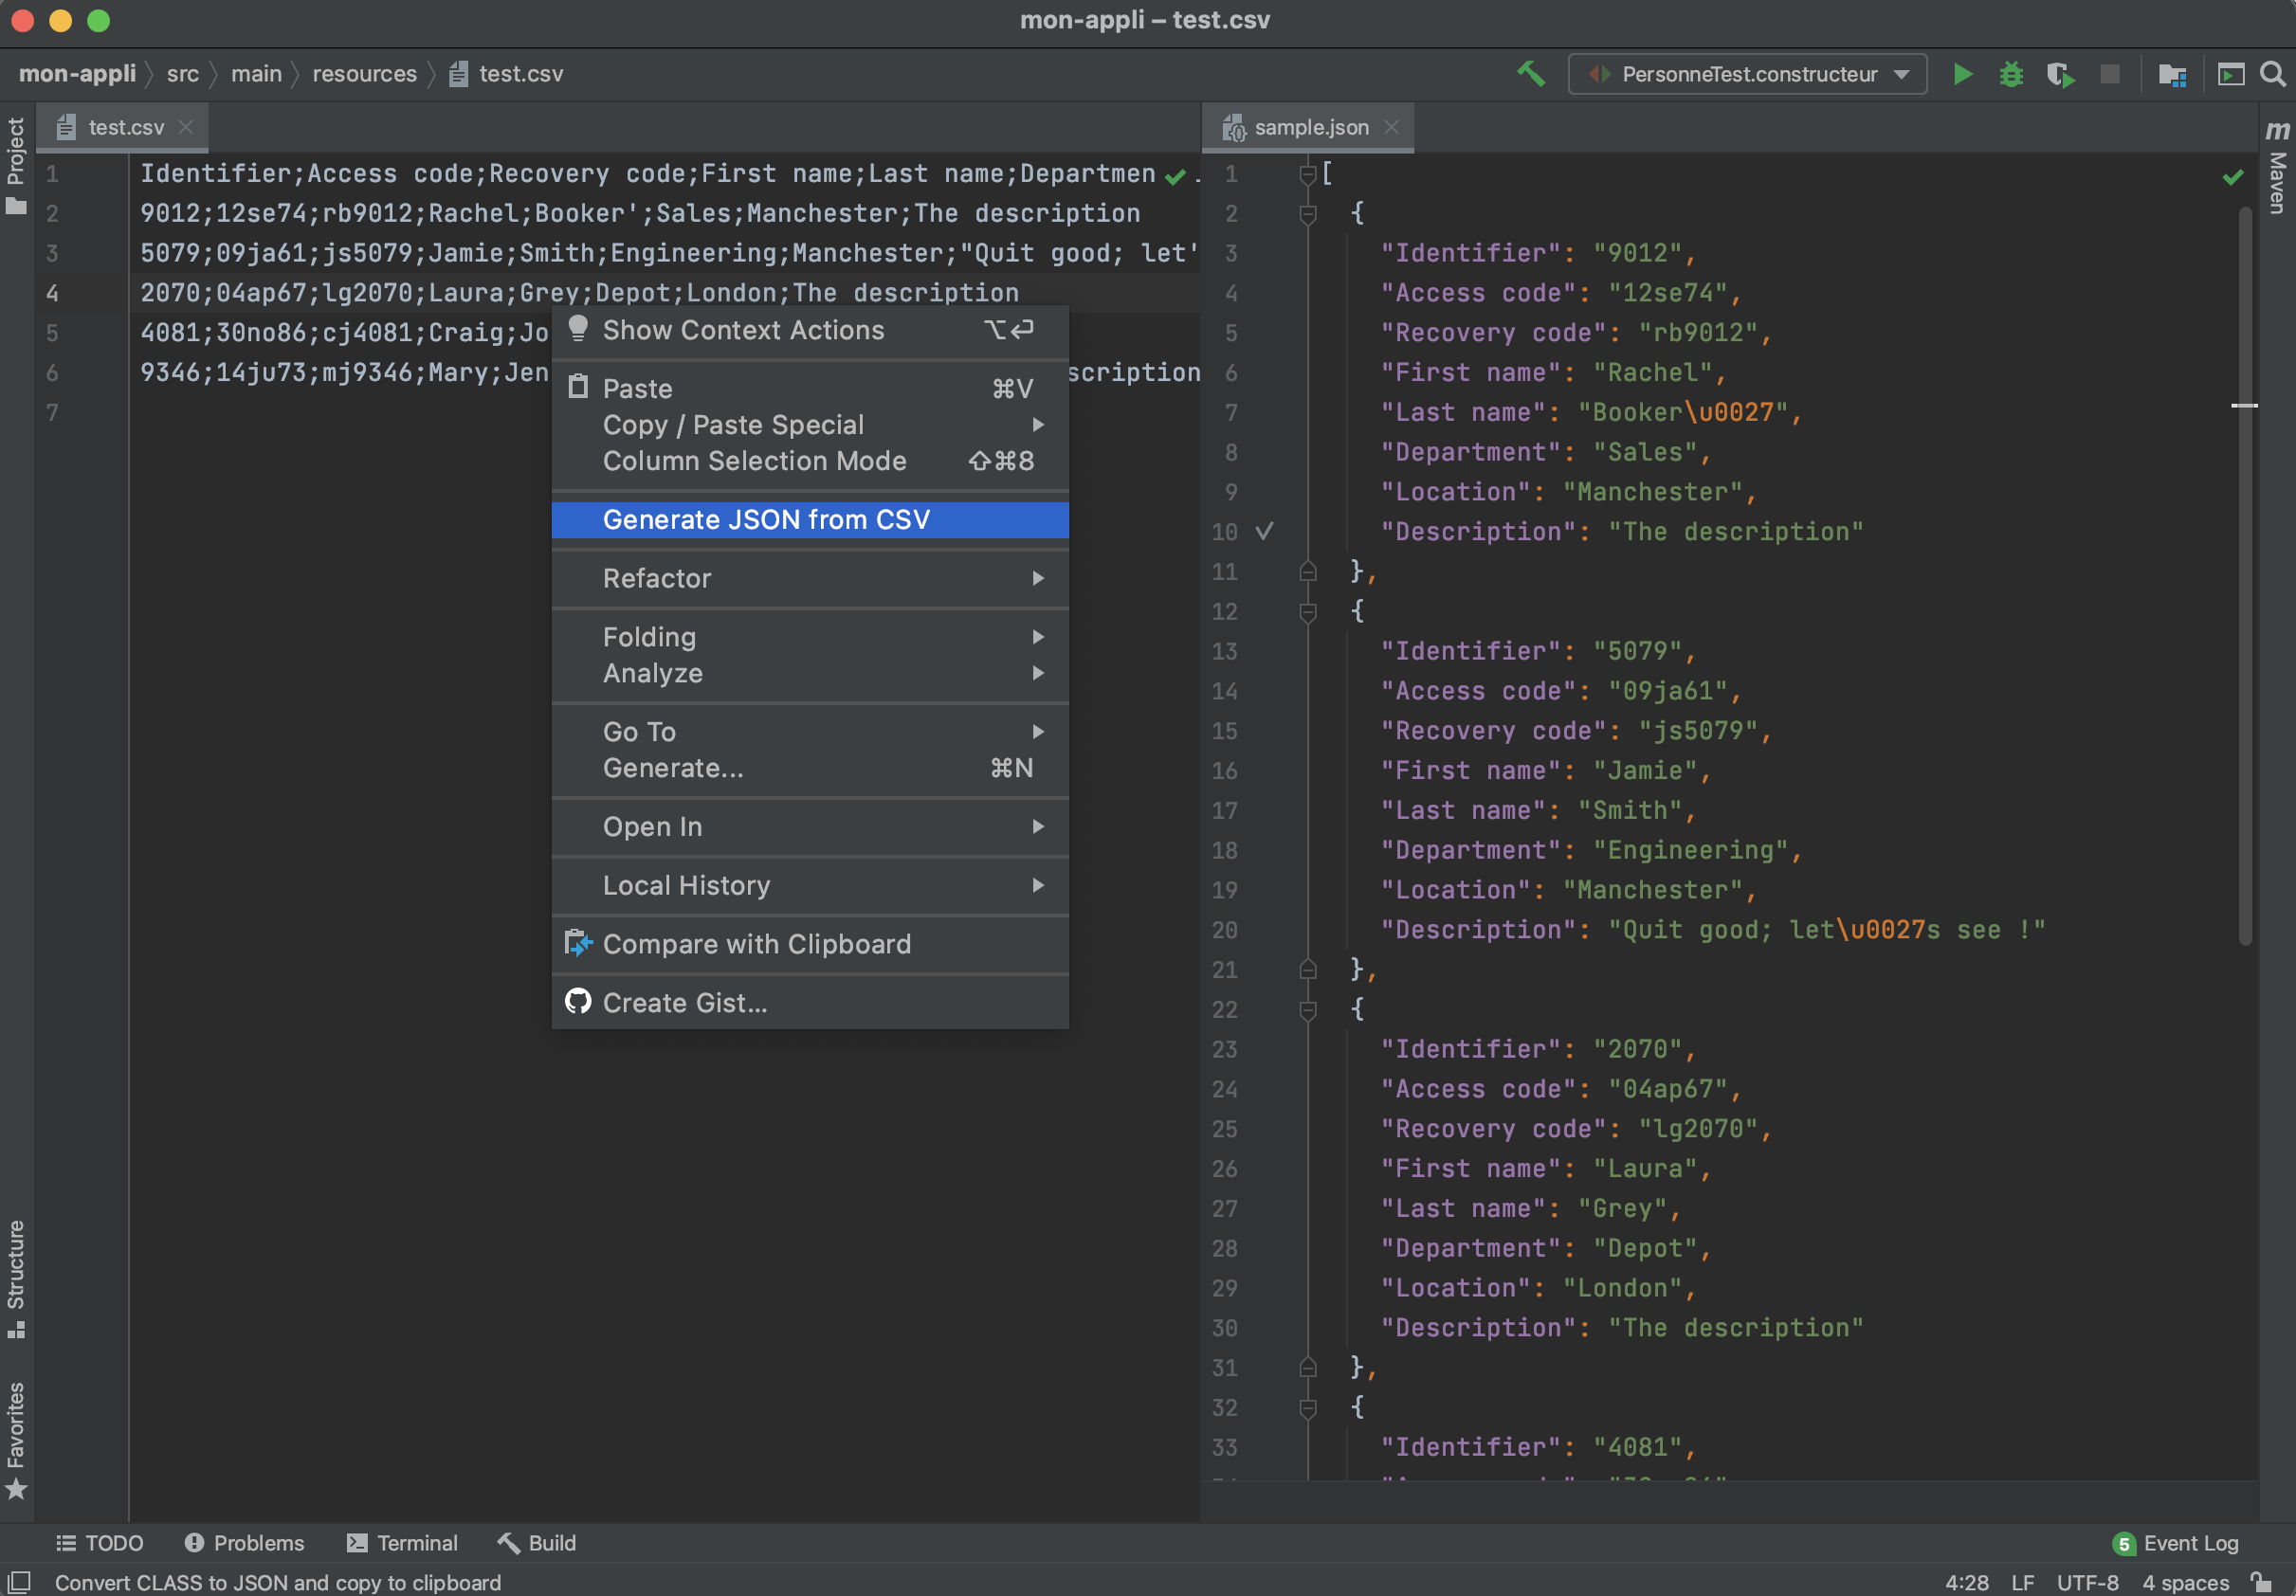 mon-appli – test.csv
mon-appli src main resources test.csv
PersonneTest.constructeur
Project
test.csv
1 Identifier;Access code;Recovery code;First name;Last name;Departmen
2 9012;12se74;rb9012;Rachel;Booker';Sales;Manchester;The description
3 5079;09ja61;js5079;Jamie;Smith;Engineering;Manchester;"Quit good; let'
4 2070;04ap67;lg2070;Laura;Grey;Depot;London;The description
5 4081;30no86;cj4081;Craig;Jo
6 9346;14ju73;mj9346;Mary;Jen scription
7
Show Context Actions ⌥⏎
Paste ⌘V
Copy / Paste Special
Column Selection Mode ⇧⌘8
Generate JSON from CSV
Refactor
Folding
Analyze
Go To
Generate... ⌘N
Open In
Local History
Compare with Clipboard
Create Gist...
sample.json
1 [
2 {
3 "Identifier": "9012",
4 "Access code": "12se74",
5 "Recovery code": "rb9012",
6 "First name": "Rachel",
7 "Last name": "Booker\u0027",
8 "Department": "Sales",
9 "Location": "Manchester",
10 "Description": "The description"
11 },
12 {
13 "Identifier": "5079",
14 "Access code": "09ja61",
15 "Recovery code": "js5079",
16 "First name": "Jamie",
17 "Last name": "Smith",
18 "Department": "Engineering",
19 "Location": "Manchester",
20 "Description": "Quit good; let\u0027s see !"
21 },
22 {
23 "Identifier": "2070",
24 "Access code": "04ap67",
25 "Recovery code": "lg2070",
26 "First name": "Laura",
27 "Last name": "Grey",
28 "Department": "Depot",
29 "Location": "London",
30 "Description": "The description"
31 },
32 {
33 "Identifier": "4081",
m
Maven
Structure
Favorites
TODO Problems Terminal Build 5 Event Log
Convert CLASS to JSON and copy to clipboard 4:28 LF UTF-8 4 spaces